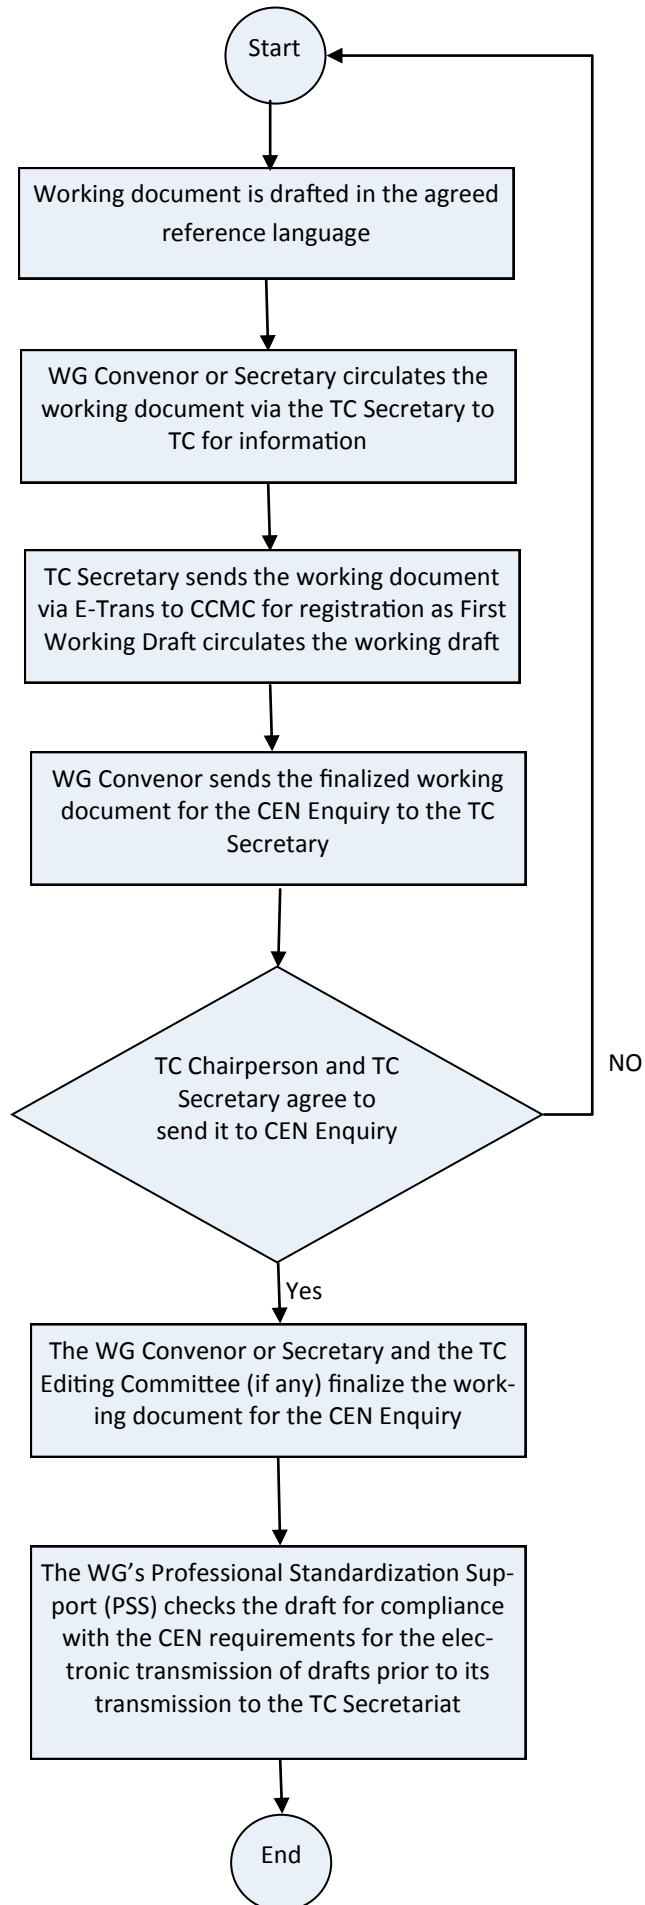 Start
Working document is drafted in the agreed
reference language
WG Convenor or Secretary circulates the
working document via the TC Secretary to
TC for information
TC Secretary sends the working document
via E-Trans to CCMC for registration as First
Working Draft circulates the working draft
WG Convenor sends the finalized working
document for the CEN Enquiry to the TC
Secretary
TC Chairperson and TC
Secretary agree to
send it to CEN Enquiry
NO
Yes
The WG Convenor or Secretary and the TC
Editing Committee (if any) finalize the work-
ing document for the CEN Enquiry
The WG’s Professional Standardization Sup-
port (PSS) checks the draft for compliance
with the CEN requirements for the elec-
tronic transmission of drafts prior to its
transmission to the TC Secretariat
End